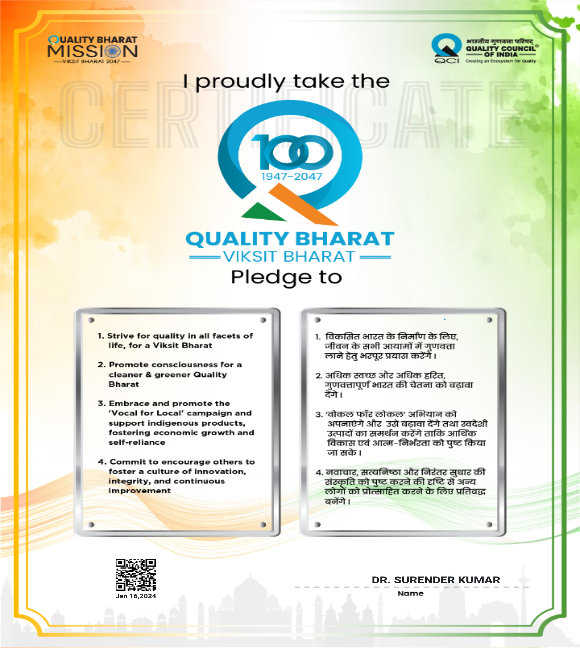 QUALITY BHARAT
MISSION
VIKSIT BHARAT 2047
भारतीय गुणवत्ता परिषद्
QUALITY COUNCIL
OF INDIA
QCI
Creating an Ecosystem for Quality
CERTIFICATE
I proudly take the
100
1947-2047
QUALITY BHARAT
VIKSIT BHARAT
Pledge to
1. Strive for quality in all facets of
life, for a Viksit Bharat
2. Promote consciousness for a
cleaner & greener Quality
Bharat
3. Embrace and promote the
'Vocal for Local' campaign and
support indigenous products,
fostering economic growth and
self-reliance
4. Commit to encourage others to
foster a culture of innovation,
integrity, and continuous
improvement
1. विकसित भारत के निर्माण के लिए,
जीवन के सभी आयामों में गुणवत्ता
लाने हेतु भरपूर प्रयास करेंगे।
2. अधिक स्वच्छ और अधिक हरित,
गुणवत्तापूर्ण भारत की चेतना को बढ़ावा
देंगे।
3. 'वोकल फॉर लोकल' अभियान को
अपनाएंगे और उसे बढ़ावा देंगे तथा स्वदेशी
उत्पादों का समर्थन करेंगे ताकि आर्थिक
विकास एवं आत्म-निर्भरता को पुष्ट किया
जा सके।
4. नवाचार, सत्यनिष्ठा और निरंतर सुधार की
संस्कृति को पुष्ट करने की दृष्टि से अन्य
लोगों को प्रोत्साहित करने के लिए प्रतिबद्ध
बनेंगे।
Jan 16,2024
DR. SURENDER KUMAR
Name